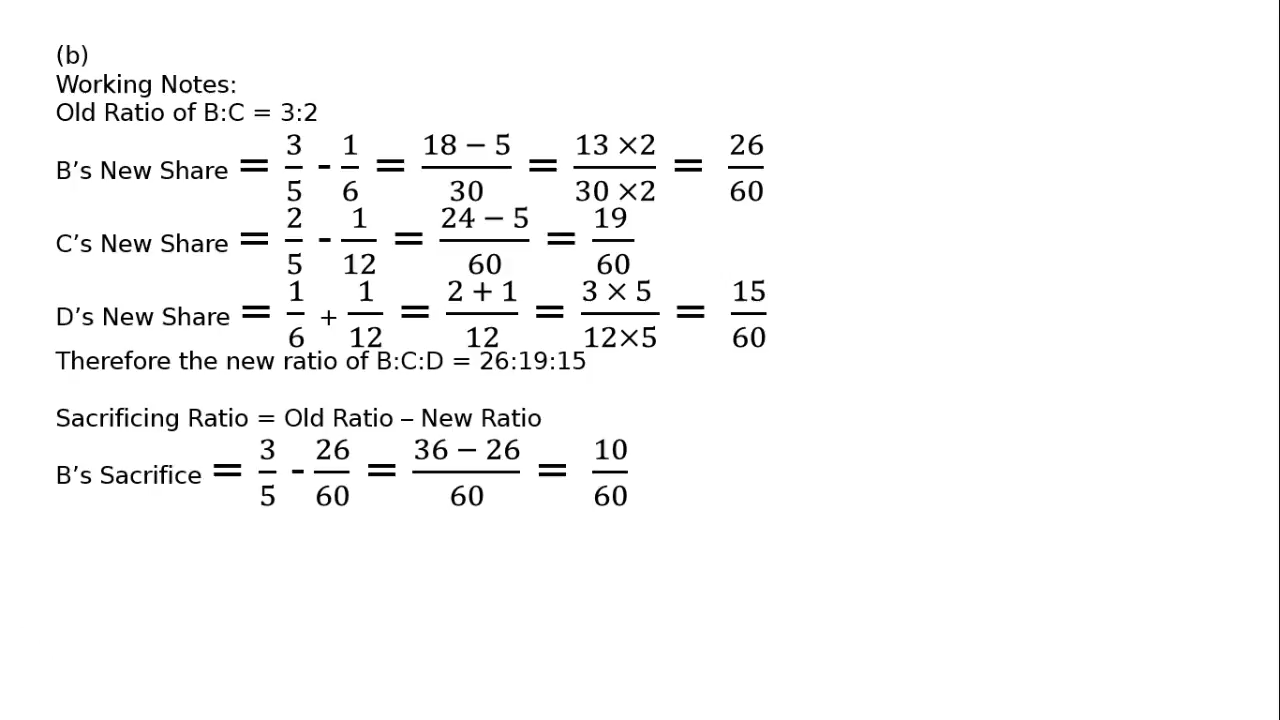 (b)
Working Notes:
Old Ratio of B:C = 3:2
B’s New Share = 3/5 - 1/6 = (18 − 5)/30 = (13 ×2)/(30 ×2) = 26/60
C’s New Share = 2/5 - 1/12 = (24 − 5)/60 = 19/60
D’s New Share = 1/6 + 1/12 = (2 + 1)/12 = (3 × 5)/(12×5) = 15/60
Therefore the new ratio of B:C:D = 26:19:15
Sacrificing Ratio = Old Ratio – New Ratio
B’s Sacrifice = 3/5 - 26/60 = (36 − 26)/60 = 10/60